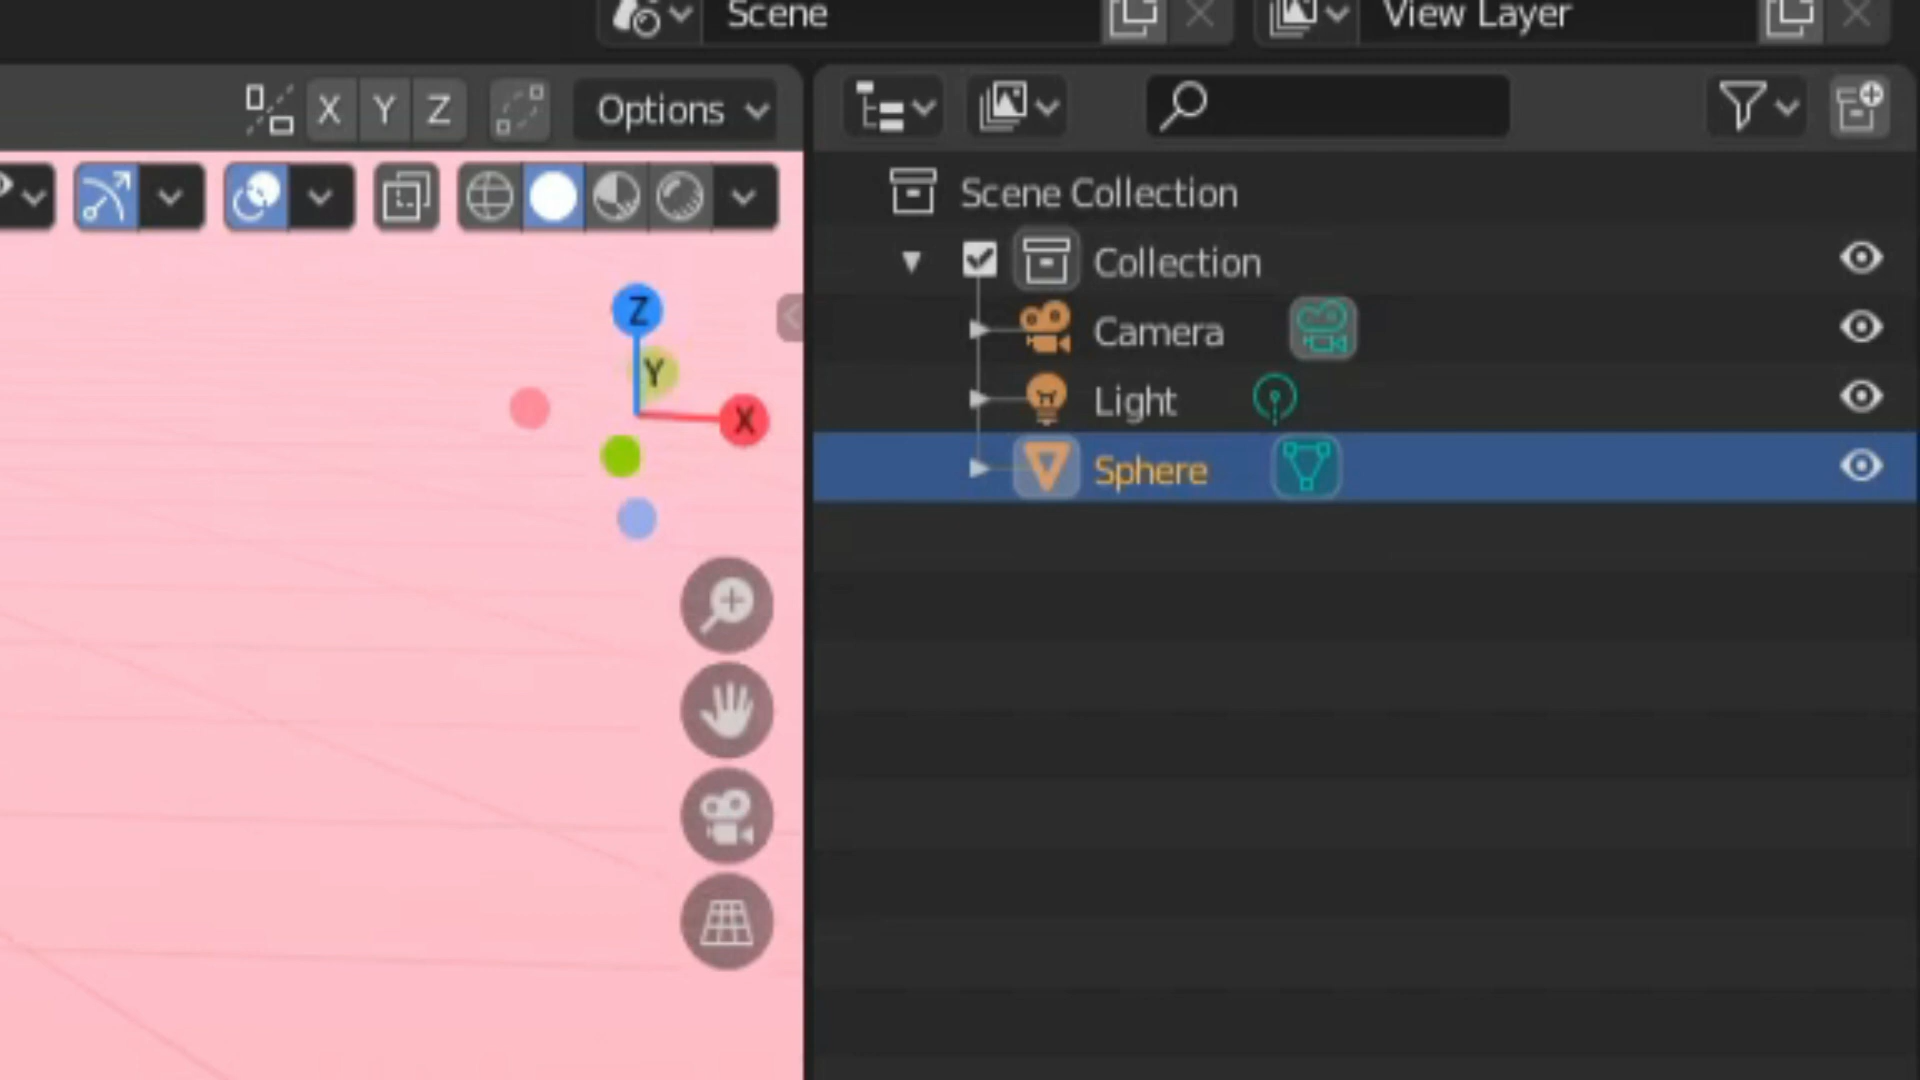 Scene
View Layer
X Y Z
Options
Scene Collection
Collection
Camera
Light
Sphere
Z
Y
X